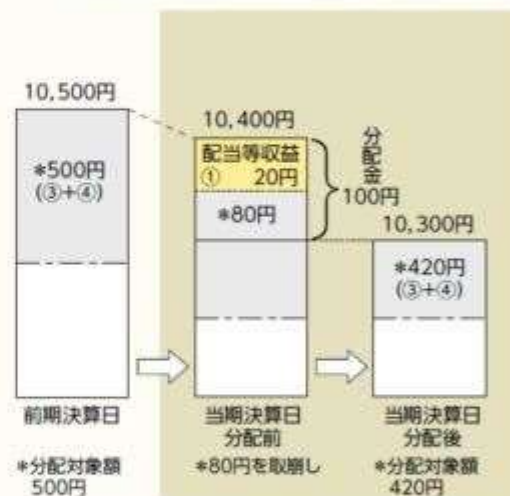 10,500円
*500円
(③+④)
前期決算日
*分配対象額
500円
10,400円
配当等収益
① 20円
*80円
分配金
100円
当期決算日
分配前
*80円を取崩し
10,300円
*420円
(③+④)
当期決算日
分配後
*分配対象額
420円